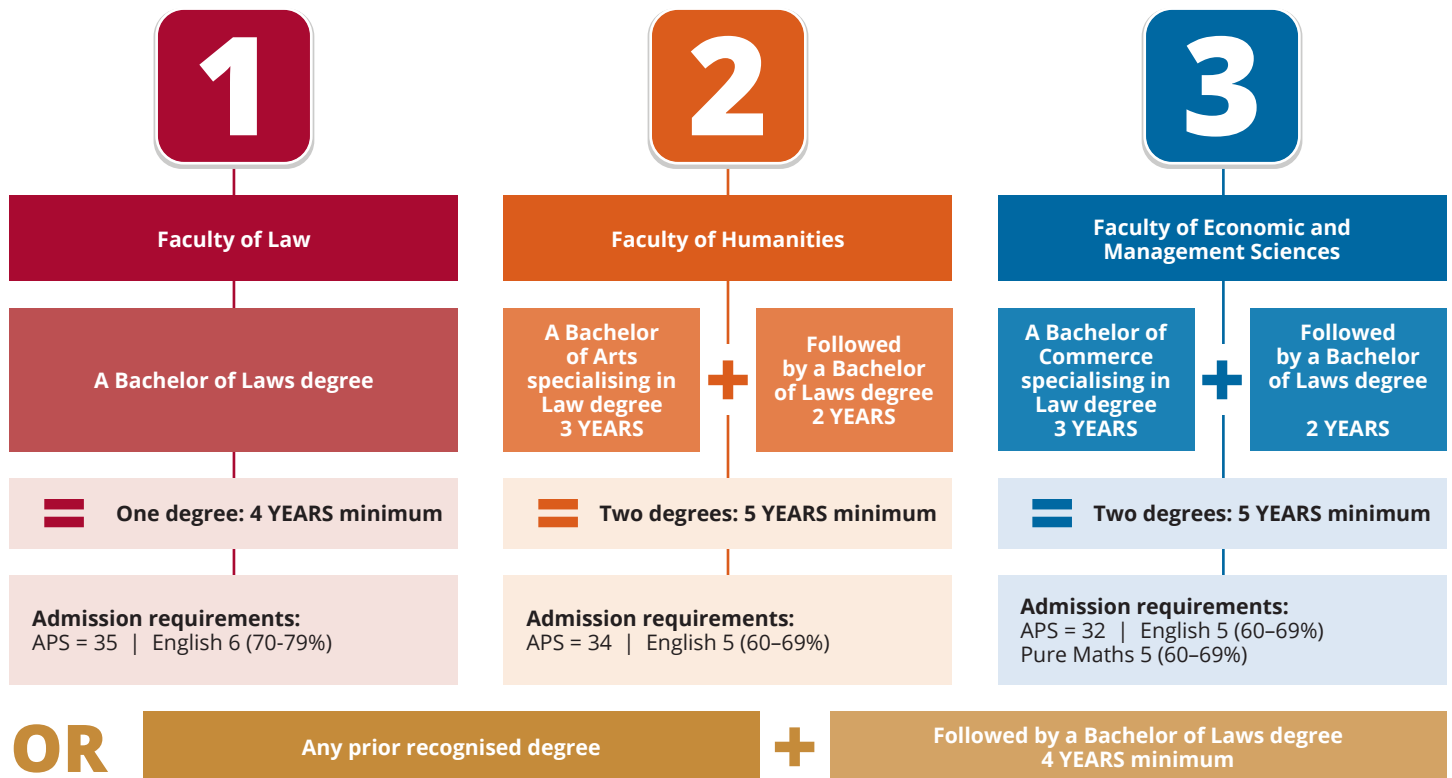 1
Faculty of Law
A Bachelor of Laws degree
= One degree: 4 YEARS minimum
Admission requirements:
APS = 35 | English 6 (70-79%)
2
Faculty of Humanities
A Bachelor
of Arts
specialising in
Law degree
3 YEARS
+
Followed
by a Bachelor
of Laws degree
2 YEARS
= Two degrees: 5 YEARS minimum
Admission requirements:
APS = 34 | English 5 (60–69%)
3
Faculty of Economic and
Management Sciences
A Bachelor of
Commerce
specialising in
Law degree
3 YEARS
+
Followed
by a Bachelor
of Laws degree
2 YEARS
= Two degrees: 5 YEARS minimum
Admission requirements:
APS = 32 | English 5 (60–69%)
Pure Maths 5 (60–69%)
OR
Any prior recognised degree
+
Followed by a Bachelor of Laws degree
4 YEARS minimum